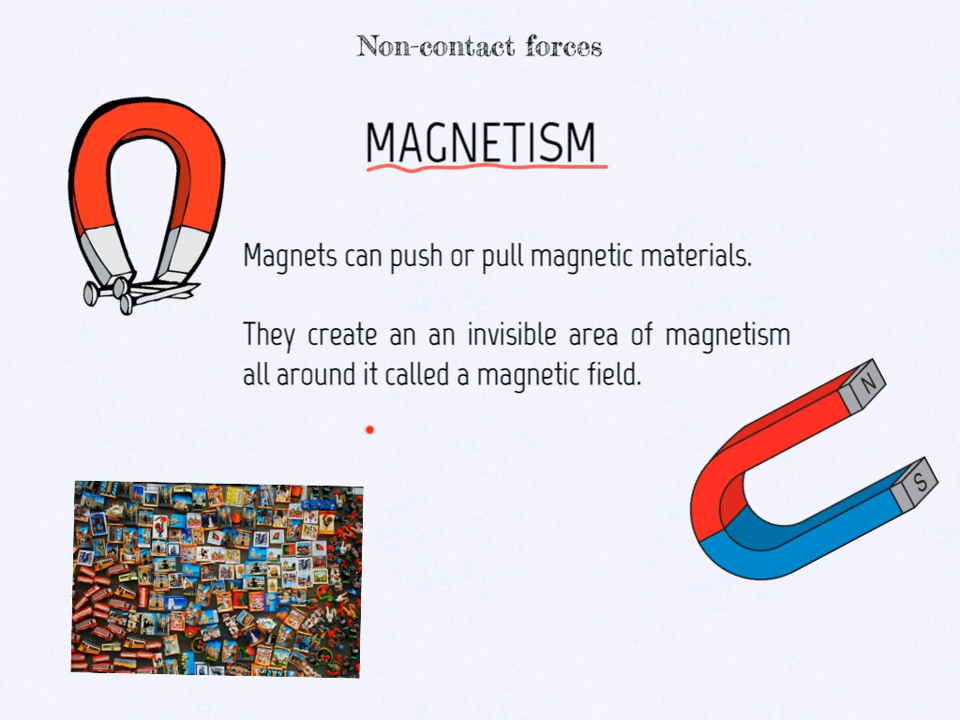 Non-contact forces
MAGNETISM
Magnets can push or pull magnetic materials.
They create an an invisible area of magnetism
all around it called a magnetic field.
N
S